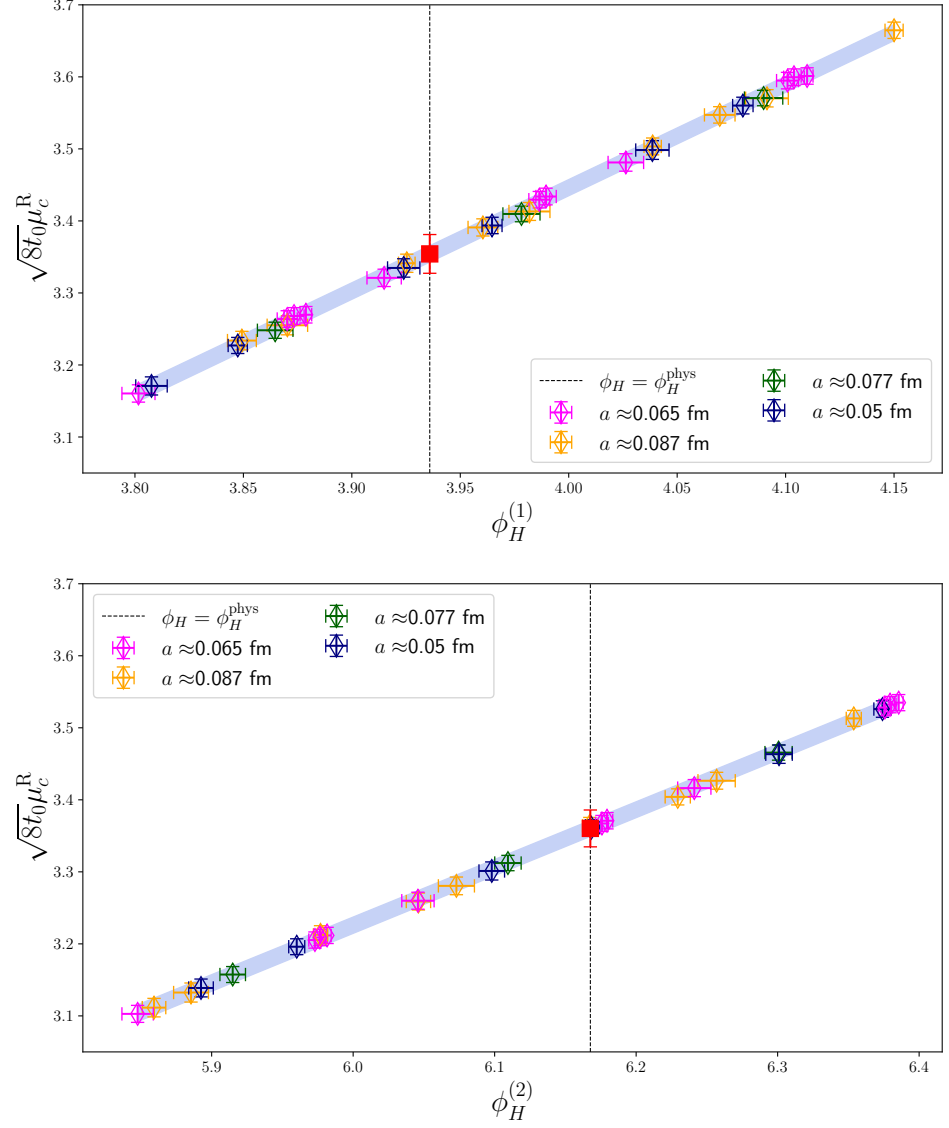 3.7
3.6
3.5
3.4
3.3
3.2
3.1
√8t₀μ_c^R
ϕ_H = ϕ_H^phys
a ≈0.065 fm
a ≈0.087 fm
a ≈0.077 fm
a ≈0.05 fm
3.80 3.85 3.90 3.95 4.00 4.05 4.10 4.15
ϕ_H^(1)
3.7
3.6
3.5
3.4
3.3
3.2
3.1
√8t₀μ_c^R
ϕ_H = ϕ_H^phys
a ≈0.065 fm
a ≈0.087 fm
a ≈0.077 fm
a ≈0.05 fm
5.9 6.0 6.1 6.2 6.3 6.4
ϕ_H^(2)